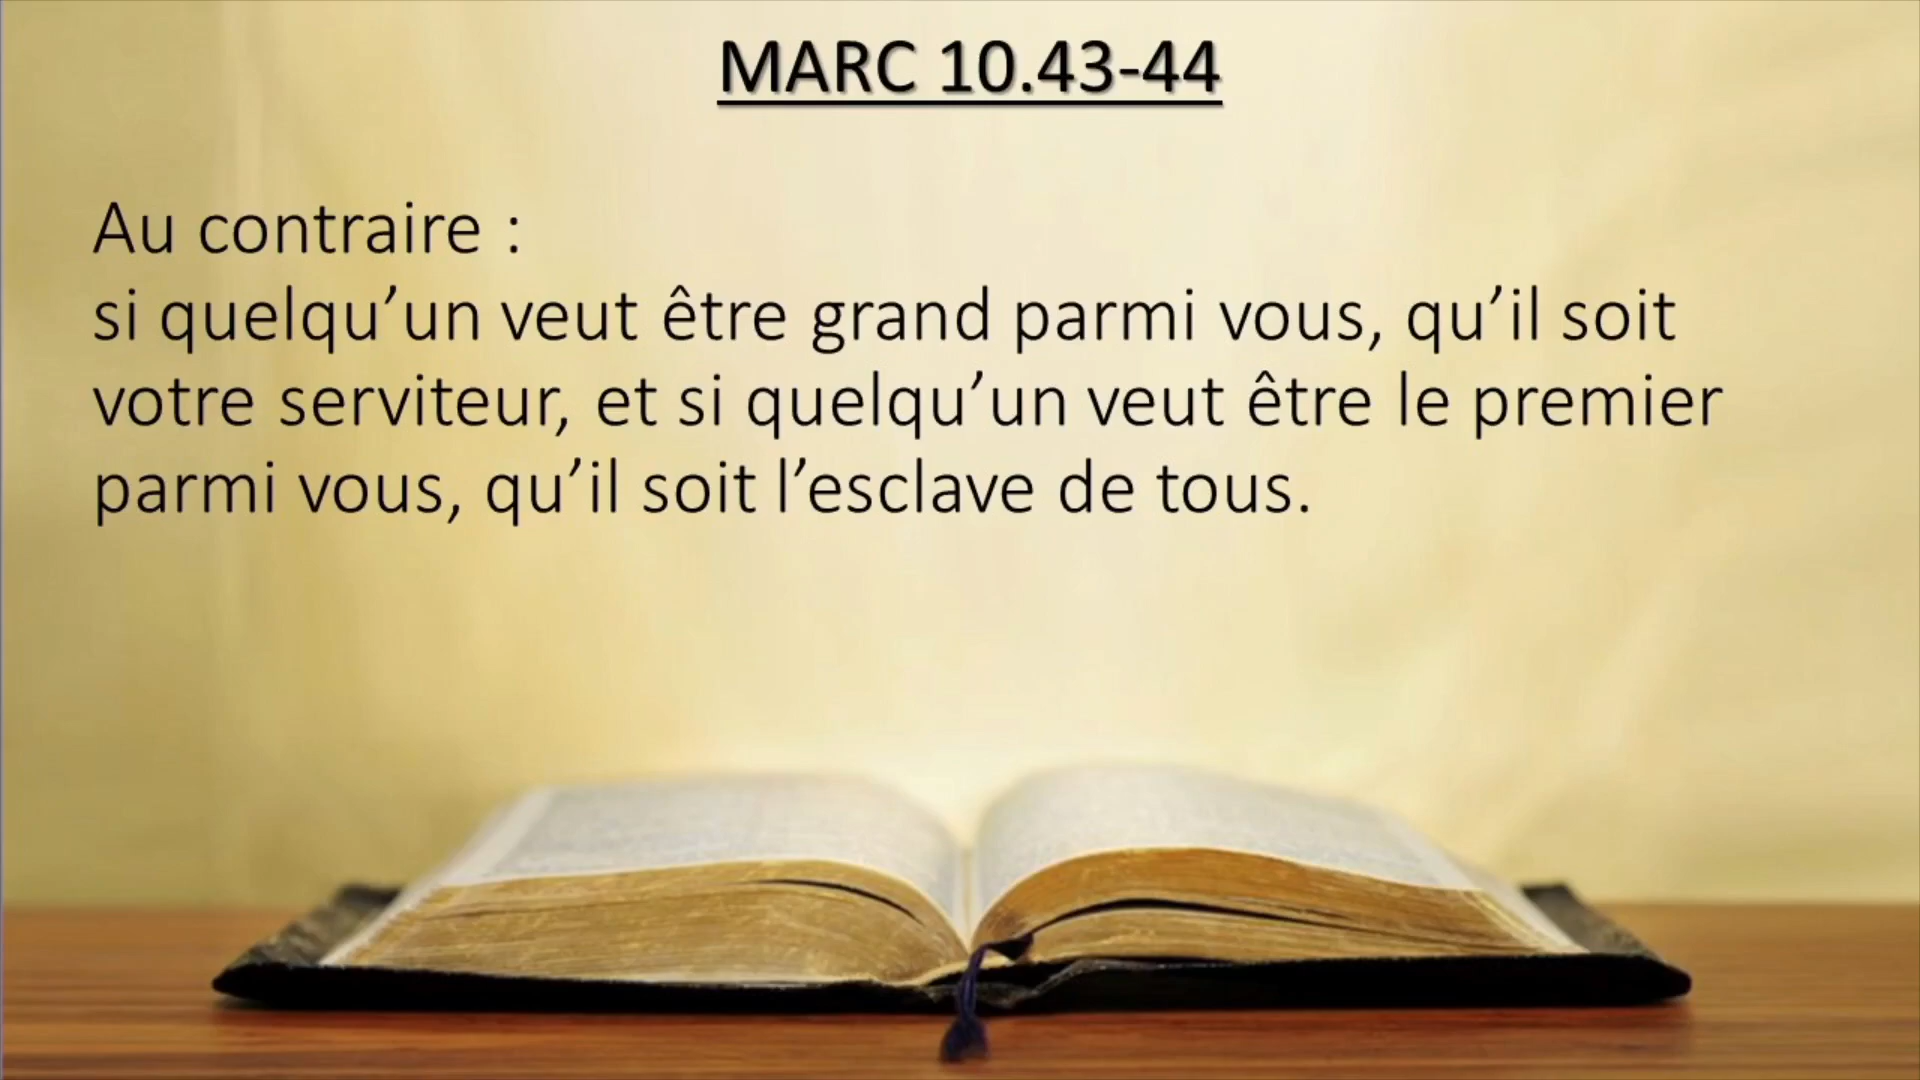 MARC 10.43-44
Au contraire :
si quelqu’un veut être grand parmi vous, qu’il soit
votre serviteur, et si quelqu’un veut être le premier
parmi vous, qu’il soit l’esclave de tous.